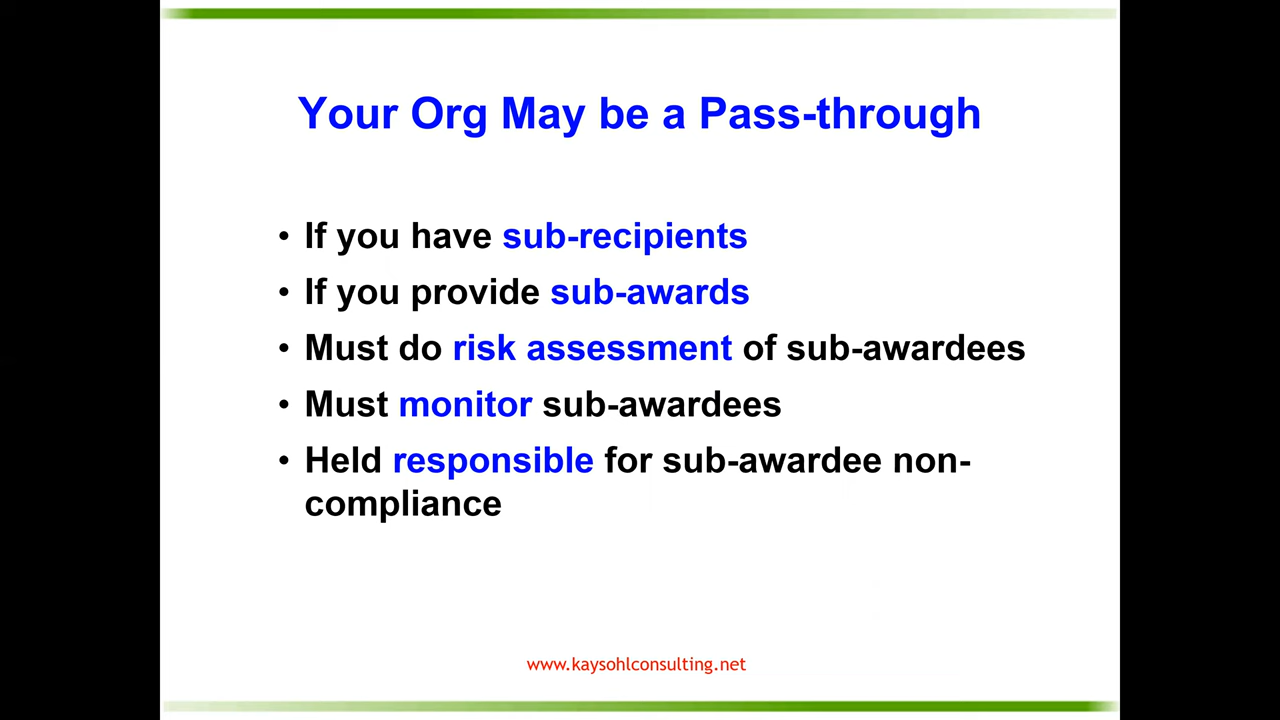 Your Org May be a Pass-through
• If you have sub-recipients
• If you provide sub-awards
• Must do risk assessment of sub-awardees
• Must monitor sub-awardees
• Held responsible for sub-awardee non-
compliance
www.kaysohlconsulting.net